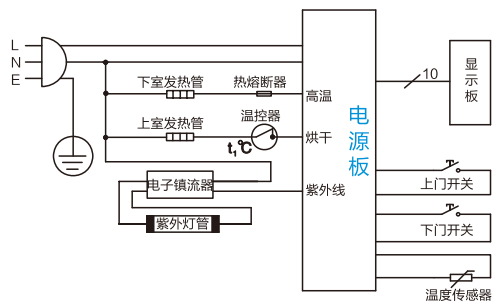 L
N
E
下室发热管
热熔断器
高温
上室发热管
温控器
t,℃
烘干
电源板
10
显示板
电子镇流器
紫外线
紫外灯管
上门开关
下门开关
温度传感器